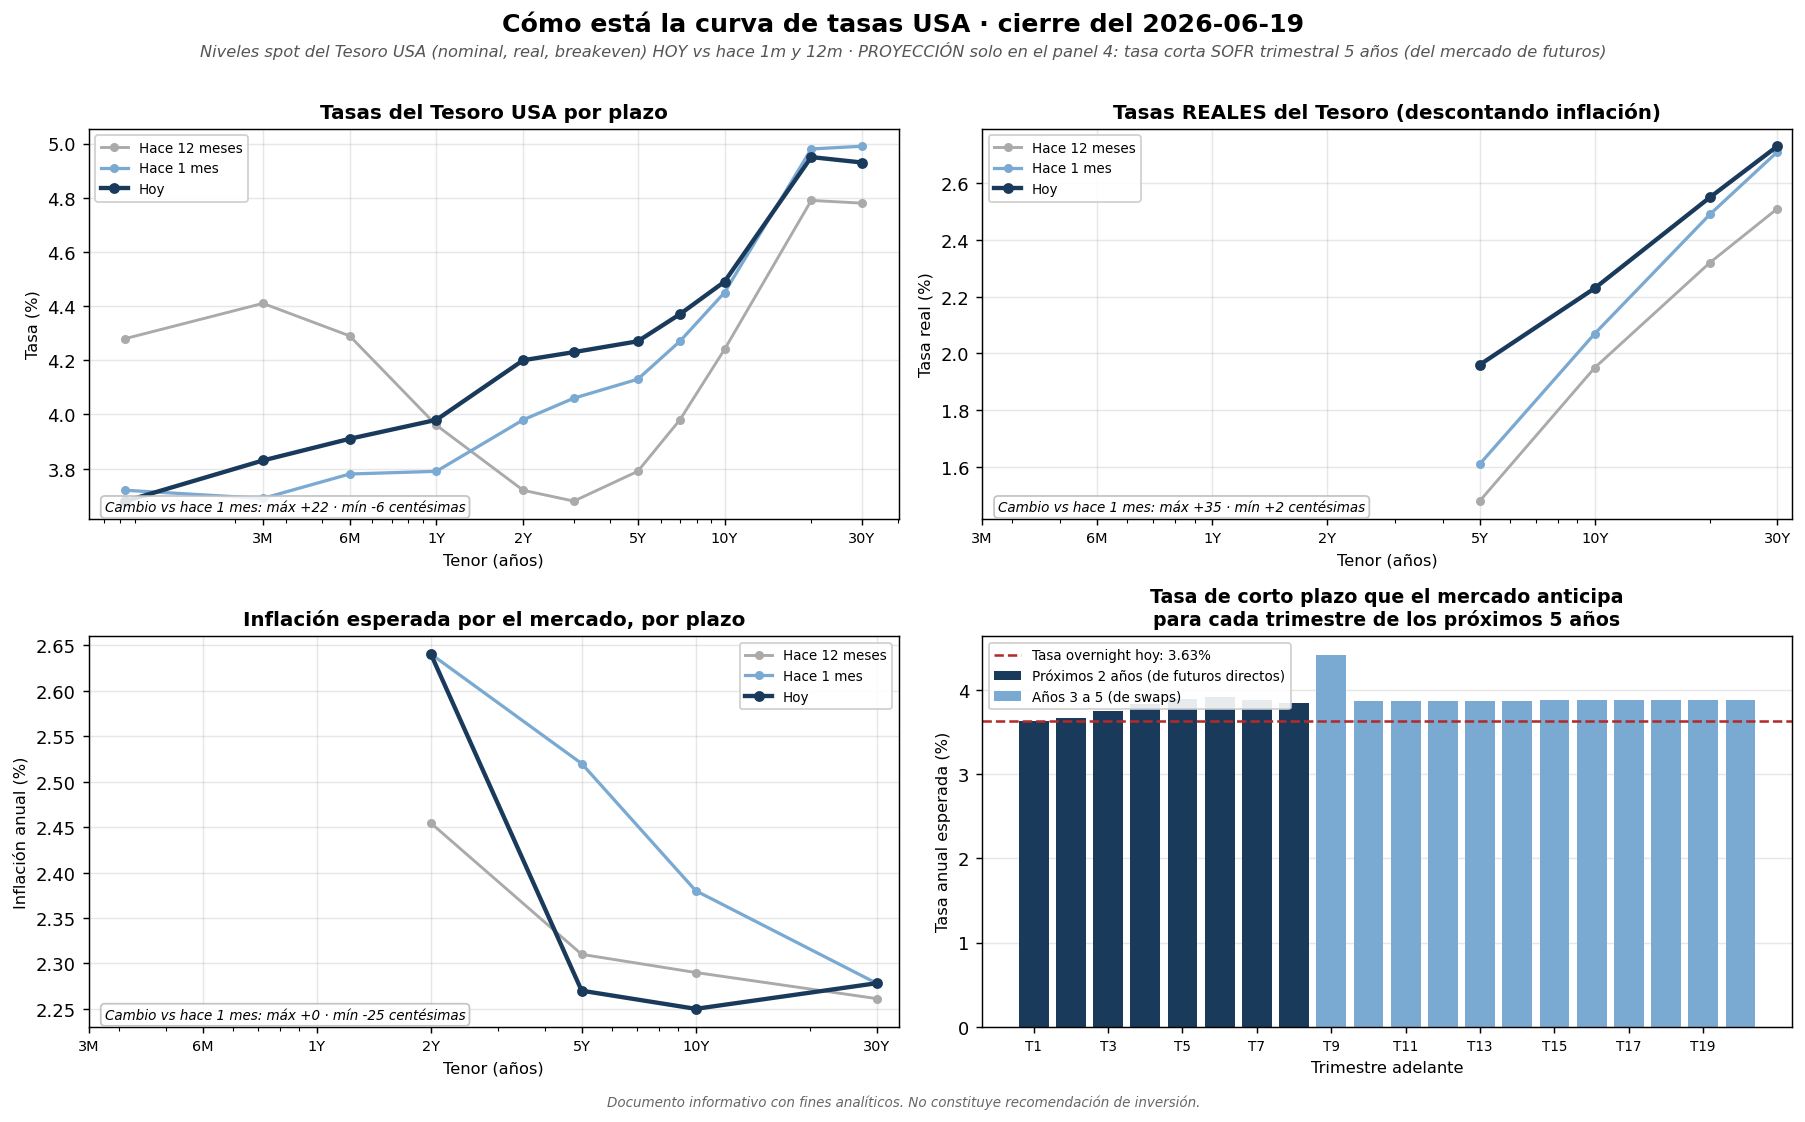 Cómo está la curva de tasas USA · cierre del 2026-06-19
Niveles spot del Tesoro USA (nominal, real, breakeven) HOY vs hace 1m y 12m · PROYECCIÓN solo en el panel 4: tasa corta SOFR trimestral 5 años (del mercado de futuros)
Tasas del Tesoro USA por plazo
Hace 12 meses
Hace 1 mes
Hoy
Tasa (%)
5.0
4.8
4.6
4.4
4.2
4.0
3.8
Cambio vs hace 1 mes: máx +22 · mín -6 centésimas
3M 6M 1Y 2Y 5Y 10Y 30Y
Tenor (años)
Tasas REALES del Tesoro (descontando inflación)
Hace 12 meses
Hace 1 mes
Hoy
Tasa real (%)
2.6
2.4
2.2
2.0
1.8
1.6
Cambio vs hace 1 mes: máx +35 · mín +2 centésimas
3M 6M 1Y 2Y 5Y 10Y 30Y
Tenor (años)
Inflación esperada por el mercado, por plazo
Hace 12 meses
Hace 1 mes
Hoy
Inflación anual (%)
2.65
2.60
2.55
2.50
2.45
2.40
2.35
2.30
2.25
Cambio vs hace 1 mes: máx +0 · mín -25 centésimas
3M 6M 1Y 2Y 5Y 10Y 30Y
Tenor (años)
Tasa de corto plazo que el mercado anticipa
para cada trimestre de los próximos 5 años
Tasa overnight hoy: 3.63%
Próximos 2 años (de futuros directos)
Años 3 a 5 (de swaps)
Tasa anual esperada (%)
4
3
2
1
0
T1 T3 T5 T7 T9 T11 T13 T15 T17 T19
Trimestre adelante
Documento informativo con fines analíticos. No constituye recomendación de inversión.